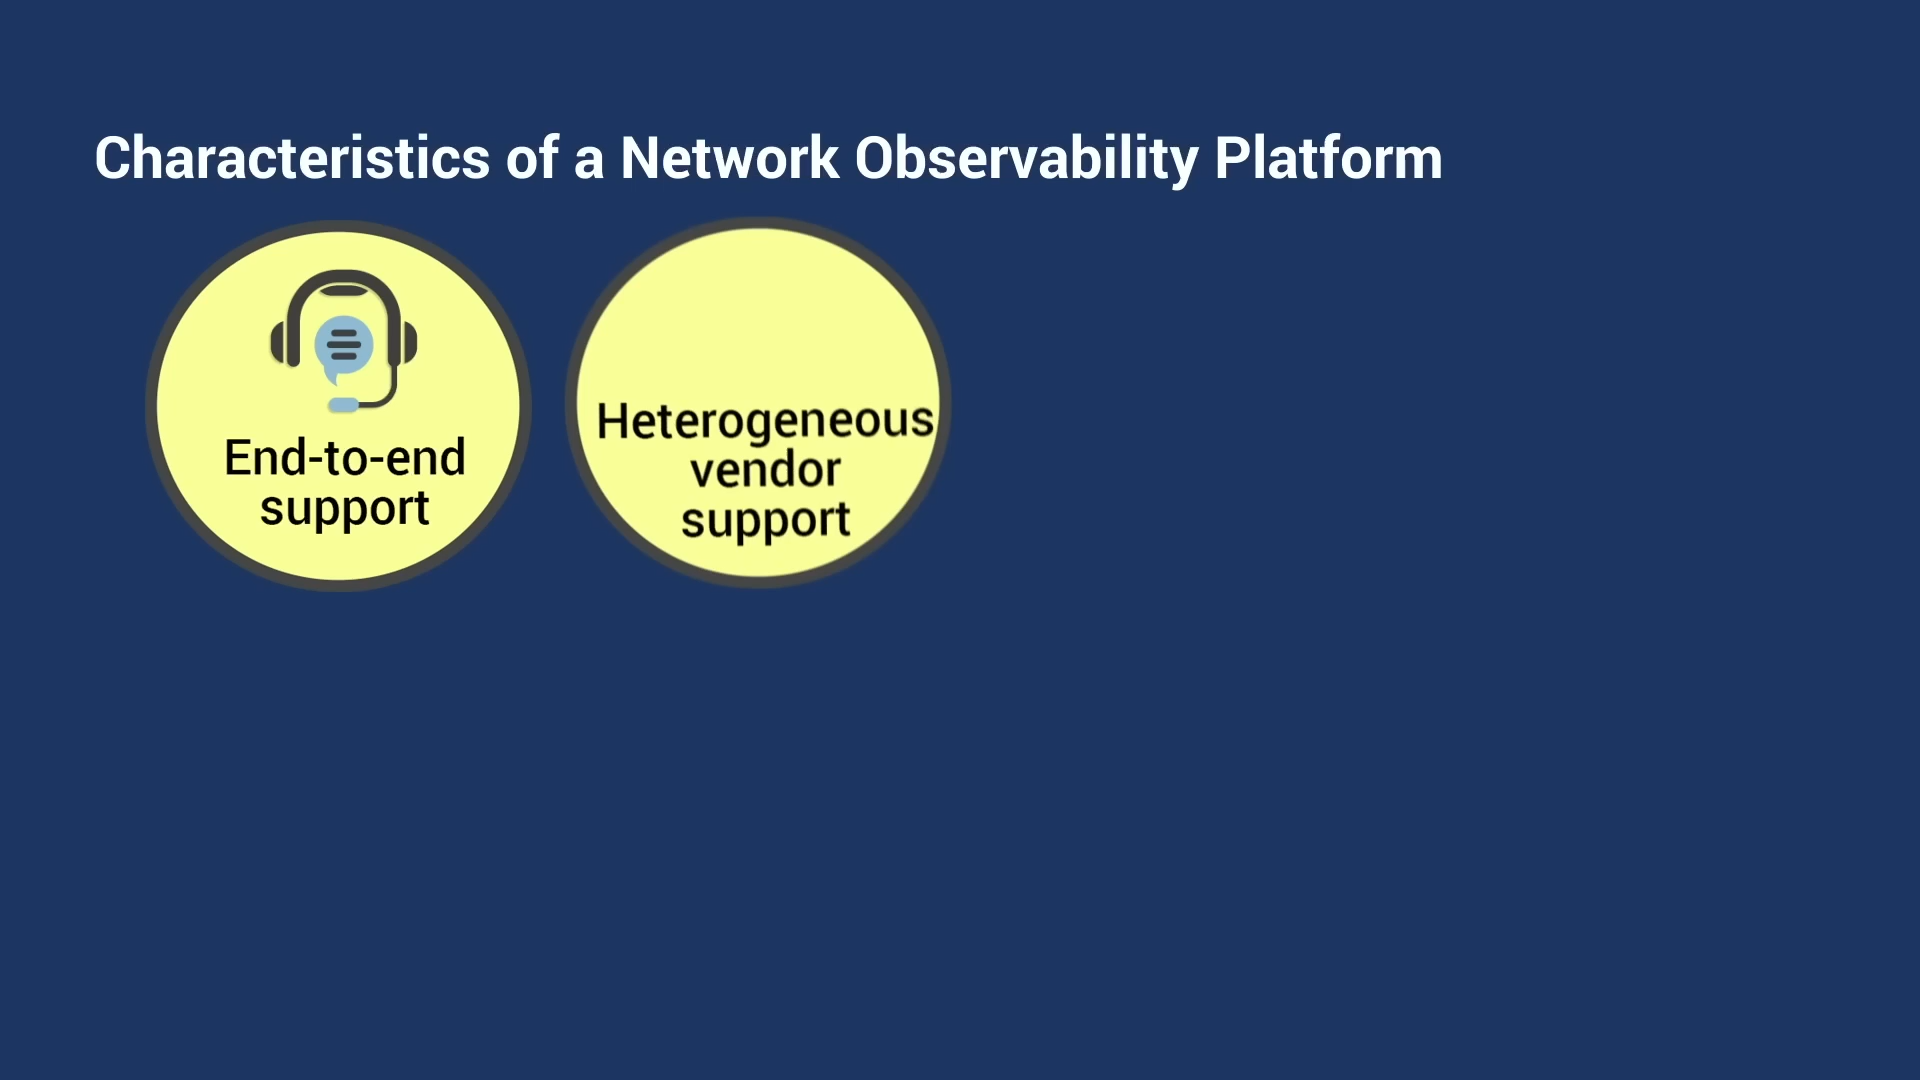 Characteristics of a Network Observability Platform
End-to-end
support
Heterogeneous
vendor
support